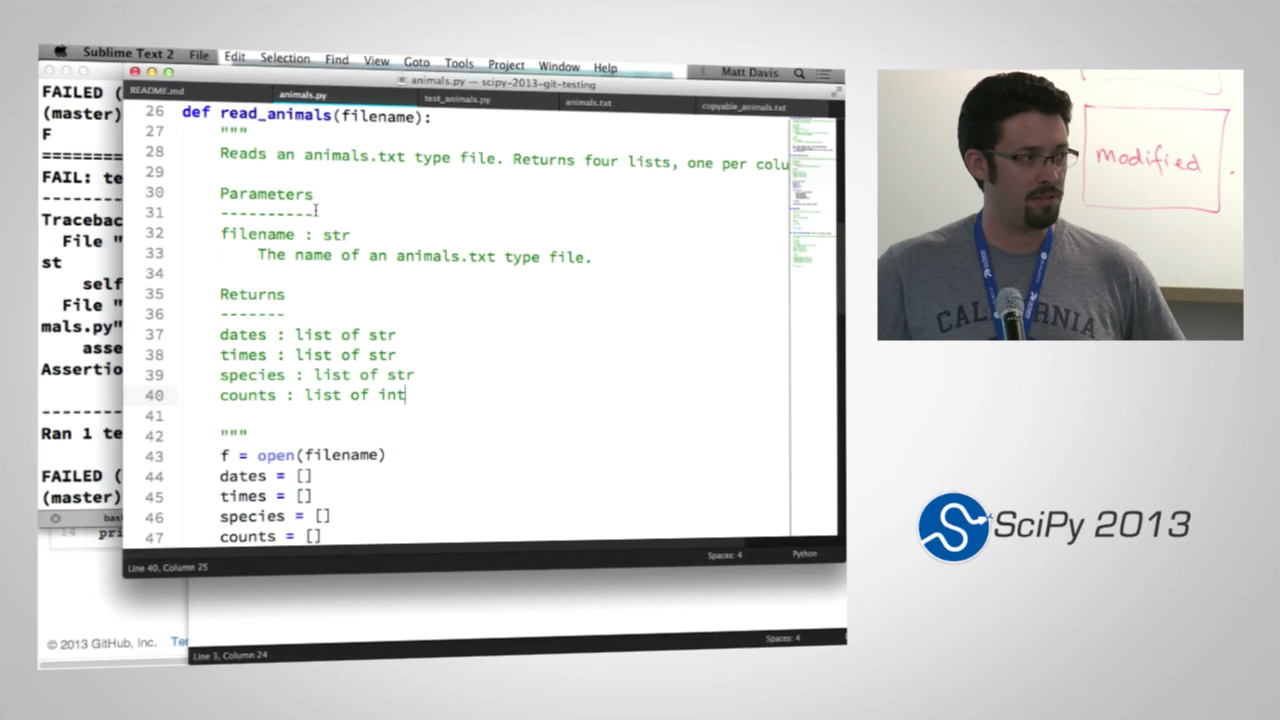 Sublime Text 2 File Edit Selection Find View Goto Tools Project Window Help Matt Davis
animals.py — scipy-2013-git-testing
README.md animals.py test_animals.py animals.txt copyable_animals.txt
26 def read_animals(filename):
27 """
28 Reads an animals.txt type file. Returns four lists, one per colu
29
30 Parameters
31 ----------
32 filename : str
33 The name of an animals.txt type file.
34
35 Returns
36 -------
37 dates : list of str
38 times : list of str
39 species : list of str
40 counts : list of int
41
42 """
43 f = open(filename)
44 dates = []
45 times = []
46 species = []
47 counts = []
Line 40, Column 25 Spaces: 4 Python
FAILED (
(master)
F
=========
FAIL: te
---------
Tracebac
File "
st
self
File "
mals.py"
asse
Assertio
---------
Ran 1 te
FAILED (
(master)
bas
14 pri
© 2013 GitHub, Inc. Te
Line 3, Column 24 Spaces: 4
modified
CALIFORNIA
SciPy 2013